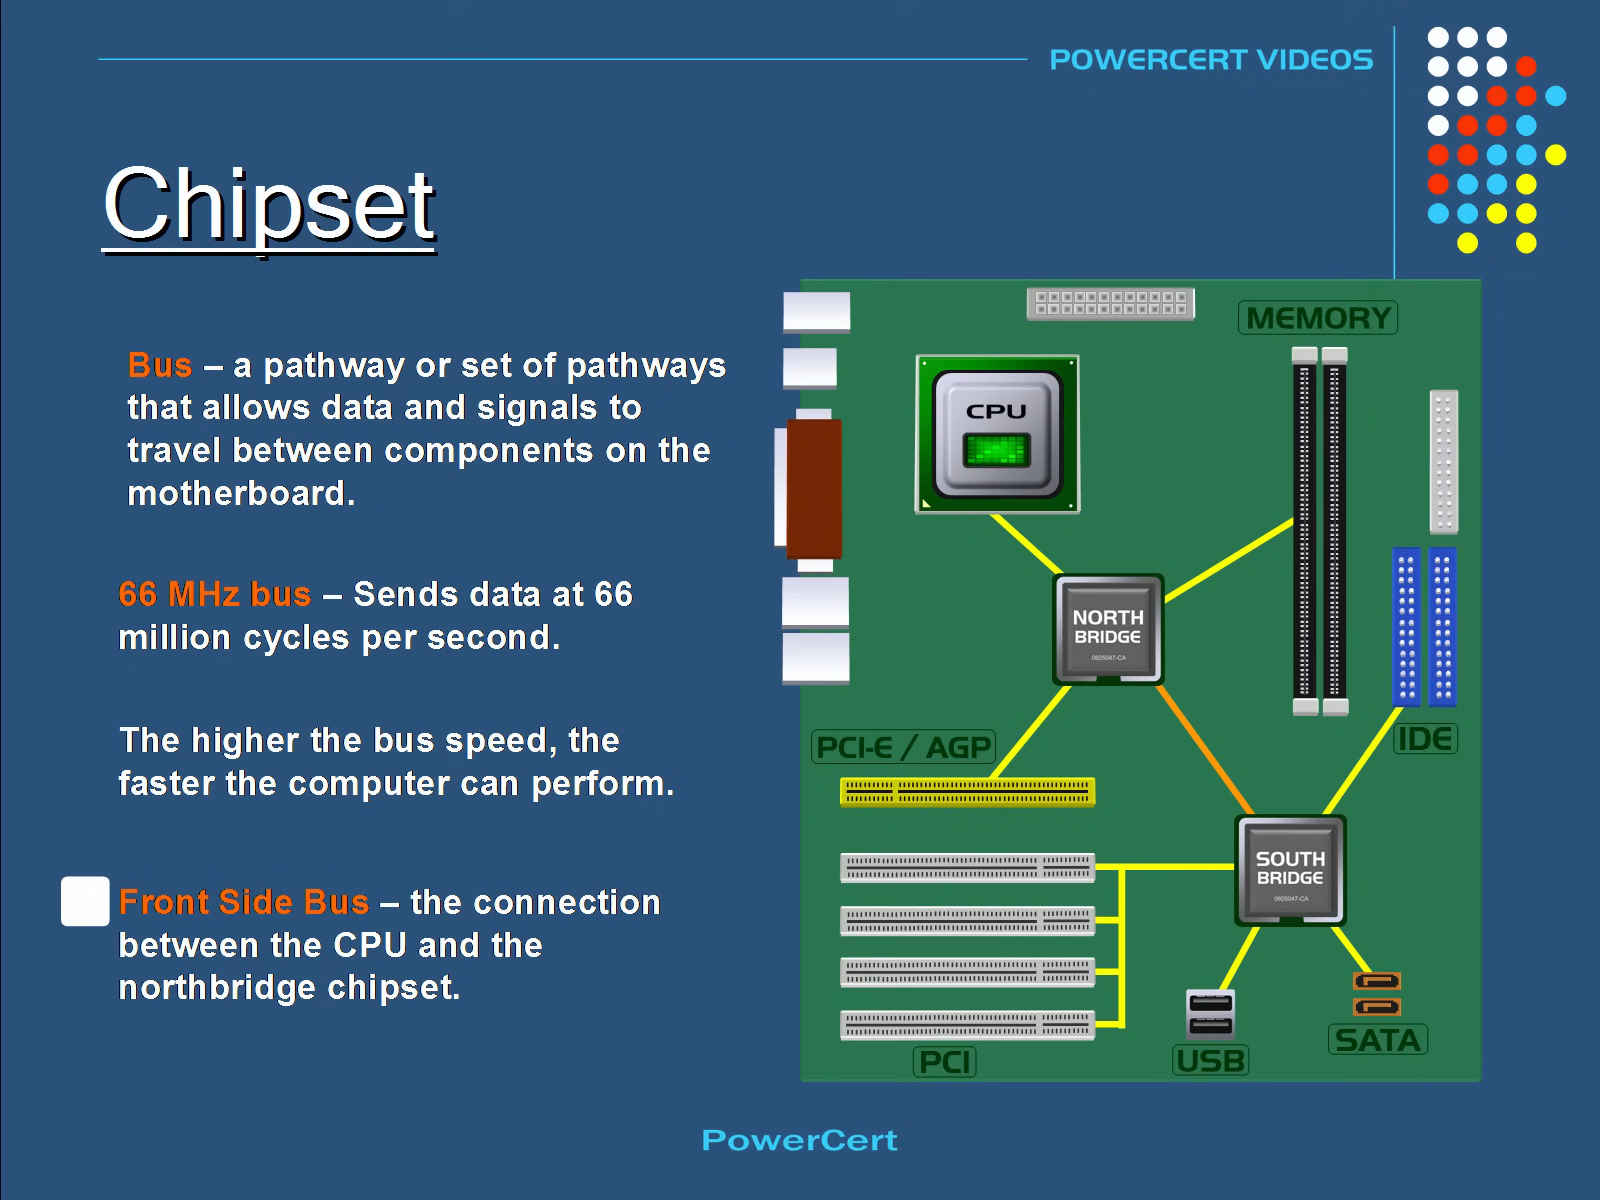 POWERCERT VIDEOS
Chipset
Bus – a pathway or set of pathways
that allows data and signals to
travel between components on the
motherboard.
66 MHz bus – Sends data at 66
million cycles per second.
The higher the bus speed, the
faster the computer can perform.
Front Side Bus – the connection
between the CPU and the
northbridge chipset.
MEMORY
CPU
NORTH
BRIDGE
0605047-CA
PCI-E / AGP
IDE
SOUTH
BRIDGE
0605047-CA
PCI
USB
SATA
PowerCert